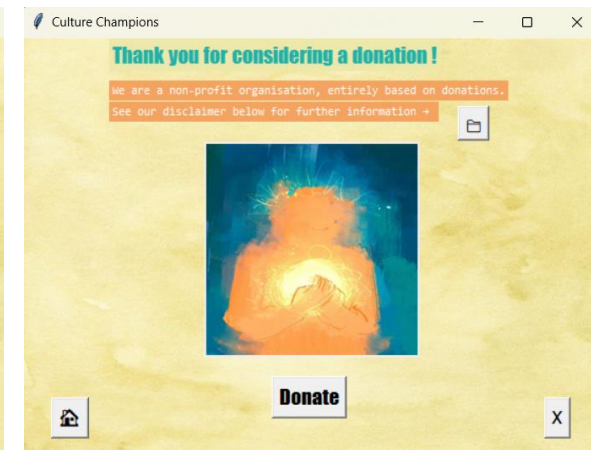 Culture Champions
Thank you for considering a donation !
We are a non-profit organisation, entirely based on donations.
See our disclaimer below for further information →
Donate
X